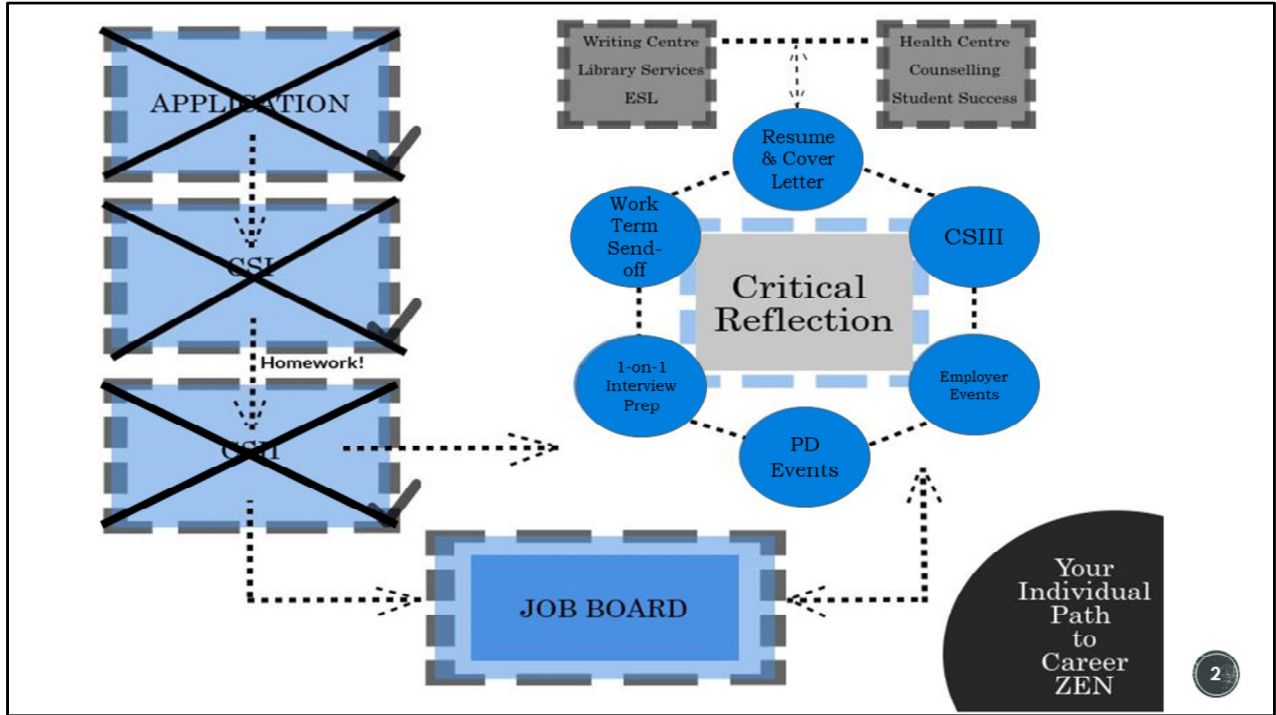 APPLICATION
CSI
Homework!
CSII
Writing Centre
Library Services
ESL
Health Centre
Counselling
Student Success
Resume
& Cover
Letter
Work
Term
Send-
off
CSIII
Critical
Reflection
1-on-1
Interview
Prep
Employer
Events
PD
Events
JOB BOARD
Your
Individual
Path
to
Career
ZEN
2